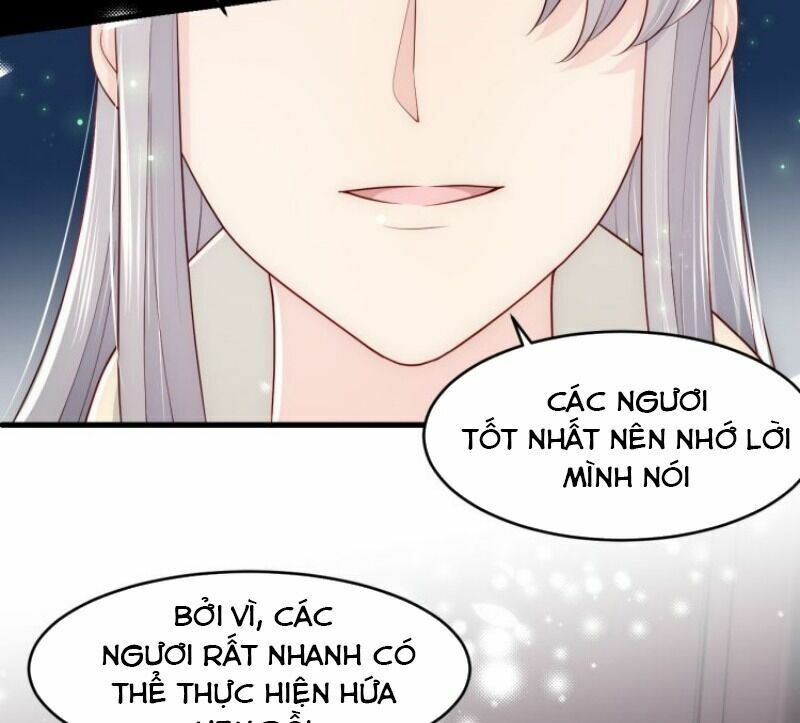 CÁC NGƯƠI
TỐT NHẤT NÊN NHỚ LỜI
MÌNH NÓI
BỞI VÌ, CÁC
NGƯƠI RẤT NHANH CÓ
THỂ THỰC HIỆN HỨA